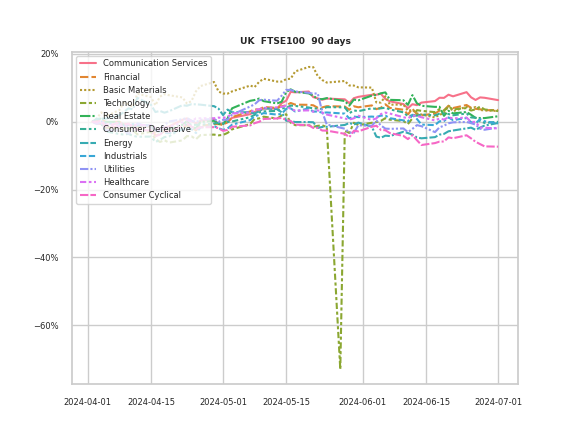 UK FTSE100 90 days
20%
0%
−20%
−40%
−60%
Communication Services
Financial
Basic Materials
Technology
Real Estate
Consumer Defensive
Energy
Industrials
Utilities
Healthcare
Consumer Cyclical
2024-04-01 2024-04-15 2024-05-01 2024-05-15 2024-06-01 2024-06-15 2024-07-01